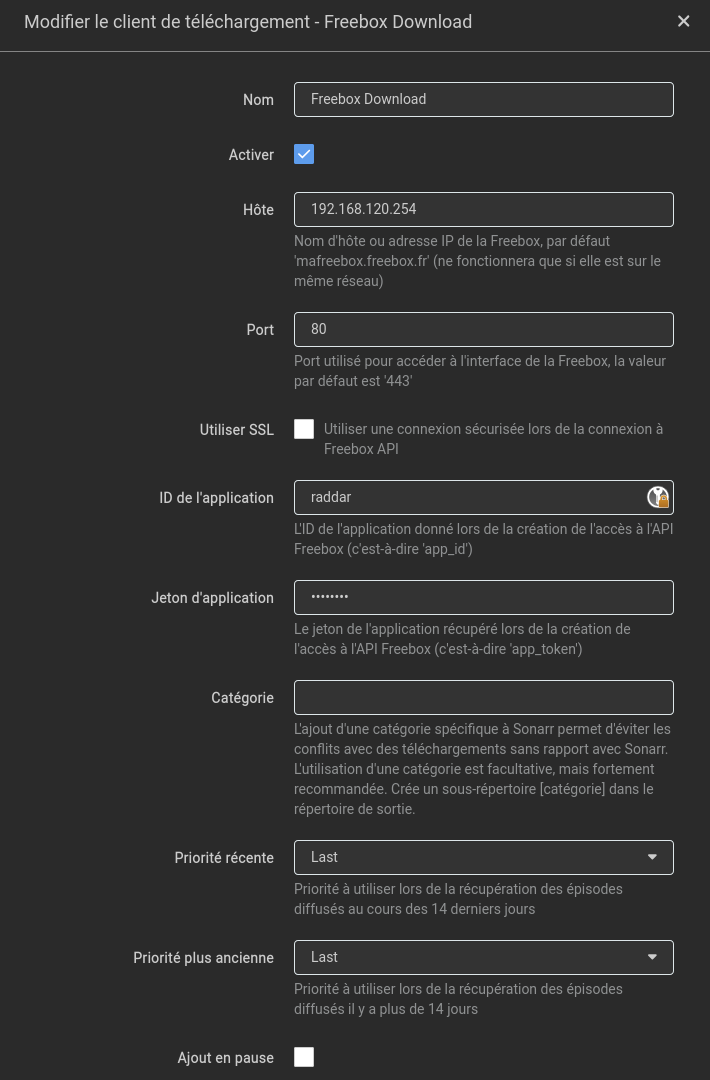 Modifier le client de téléchargement - Freebox Download
Nom
Freebox Download
Activer
Hôte
192.168.120.254
Nom d'hôte ou adresse IP de la Freebox, par défaut
'mafreebox.freebox.fr' (ne fonctionnera que si elle est sur le
même réseau)
Port
80
Port utilisé pour accéder à l'interface de la Freebox, la valeur
par défaut est '443'
Utiliser SSL
Utiliser une connexion sécurisée lors de la connexion à
Freebox API
ID de l'application
raddar
L'ID de l'application donné lors de la création de l'accès à l'API
Freebox (c'est-à-dire 'app_id')
Jeton d'application
••••••••
Le jeton de l'application récupéré lors de la création de
l'accès à l'API Freebox (c'est-à-dire 'app_token')
Catégorie
L'ajout d'une catégorie spécifique à Sonarr permet d'éviter les
conflits avec des téléchargements sans rapport avec Sonarr.
L'utilisation d'une catégorie est facultative, mais fortement
recommandée. Crée un sous-répertoire [catégorie] dans le
répertoire de sortie.
Priorité récente
Last
Priorité à utiliser lors de la récupération des épisodes
diffusés au cours des 14 derniers jours
Priorité plus ancienne
Last
Priorité à utiliser lors de la récupération des épisodes
diffusés il y a plus de 14 jours
Ajout en pause